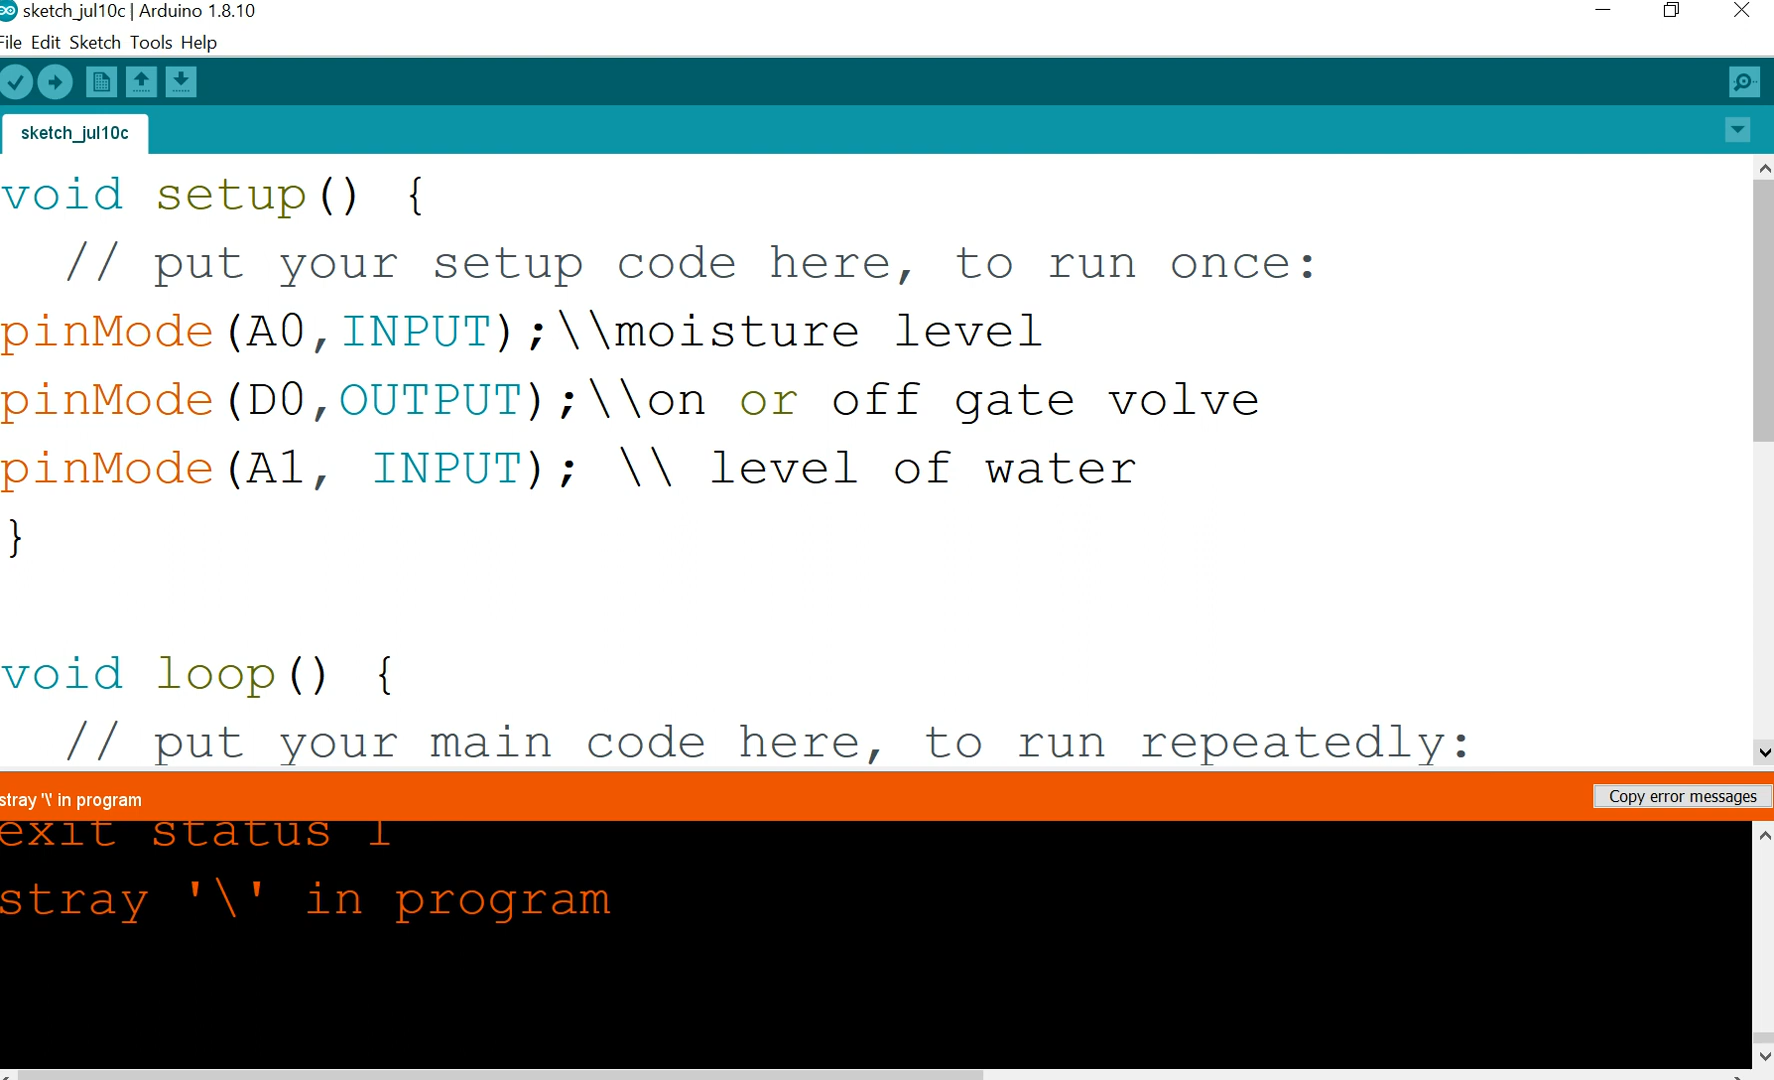 sketch_jul10c | Arduino 1.8.10
File Edit Sketch Tools Help
sketch_jul10c
void setup() {
// put your setup code here, to run once:
pinMode(A0,INPUT);\\moisture level
pinMode(D0,OUTPUT);\\on or off gate volve
pinMode(A1, INPUT); \\ level of water
}
void loop() {
// put your main code here, to run repeatedly:
stray '\' in program
Copy error messages
exit status 1
stray '\' in program